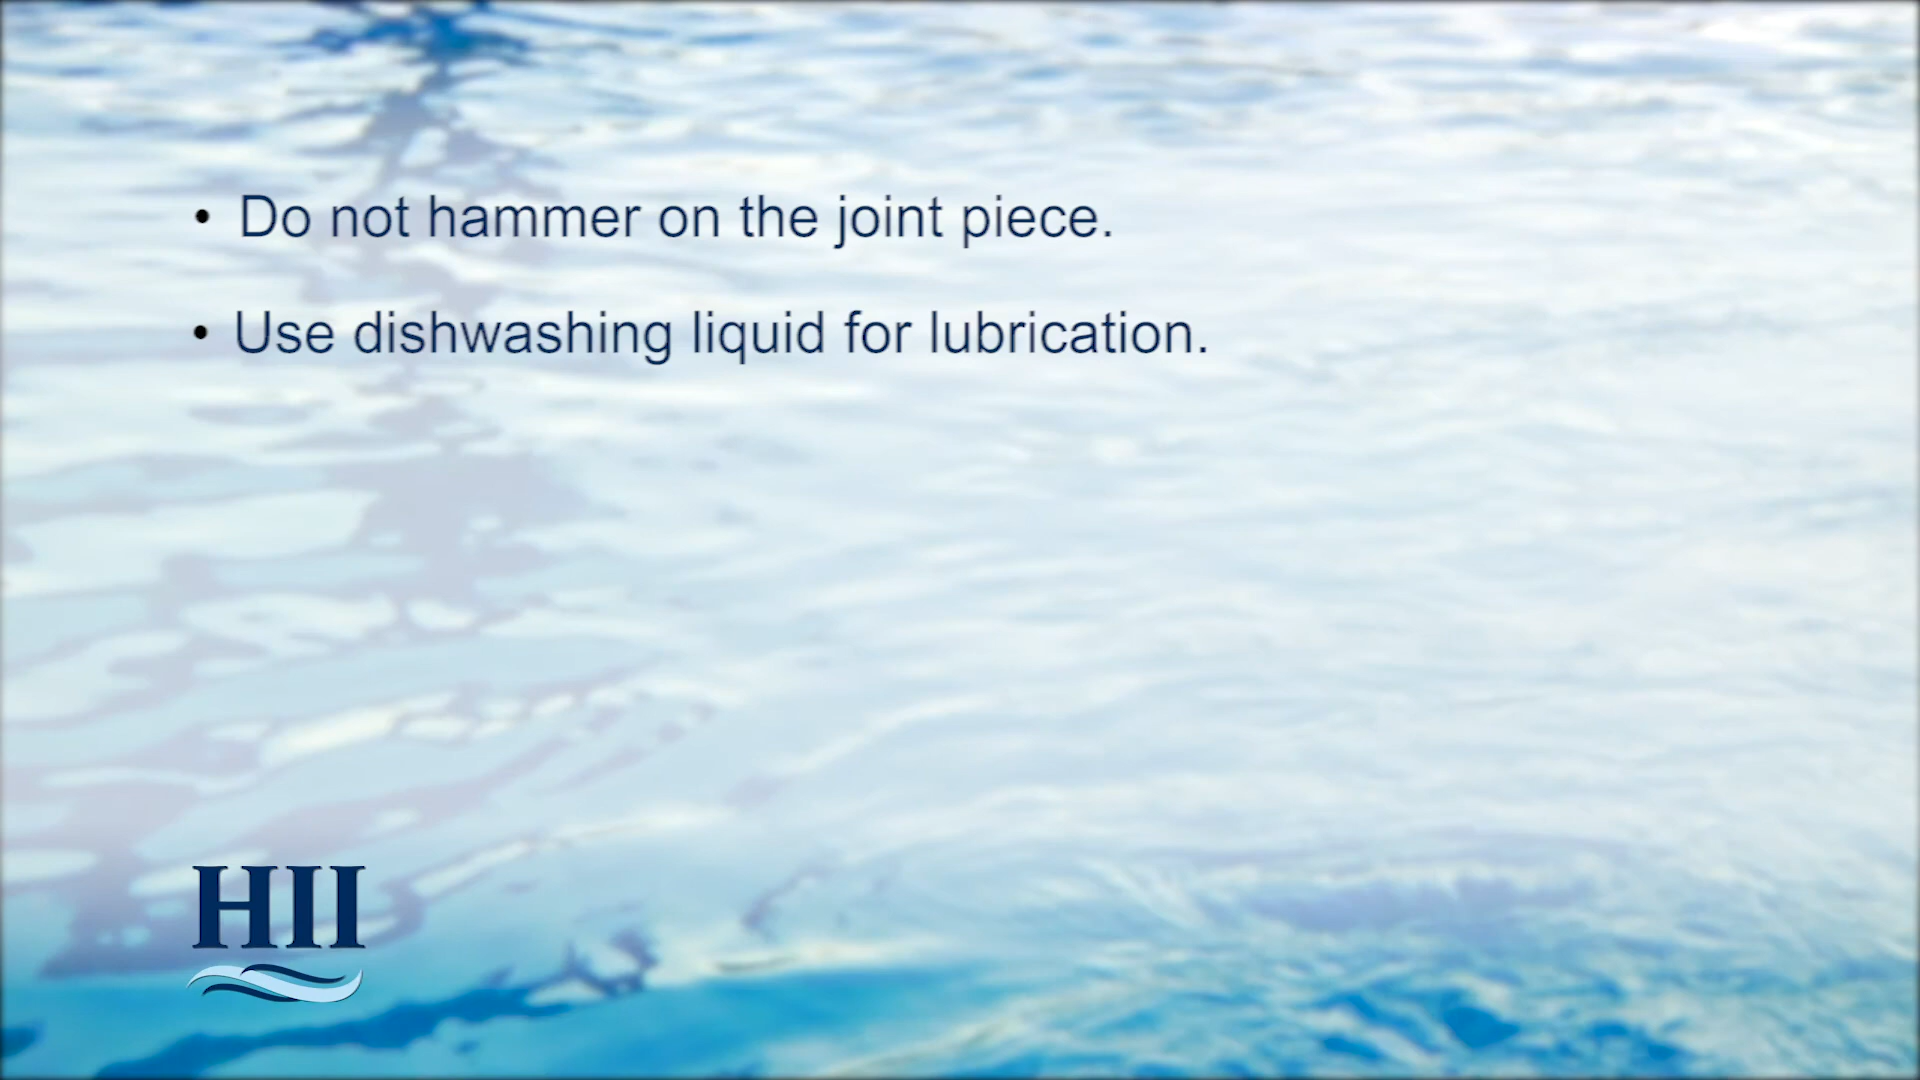 • Do not hammer on the joint piece.
• Use dishwashing liquid for lubrication.
HII